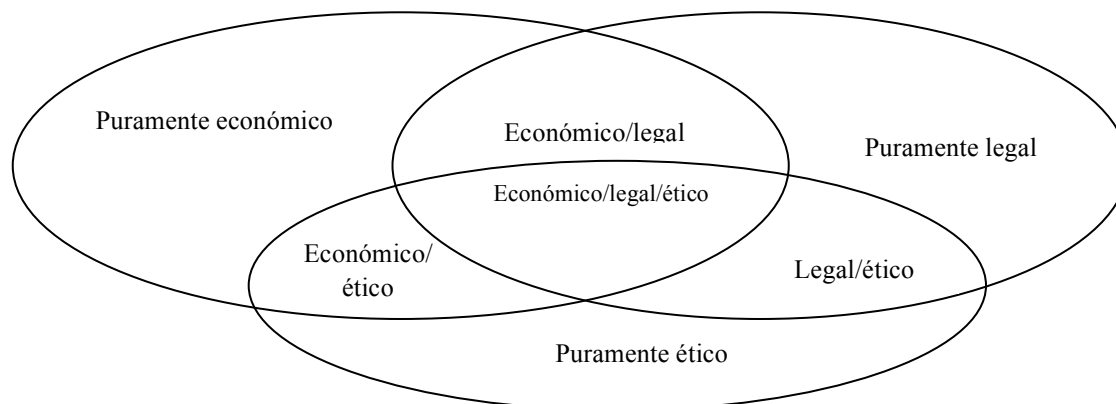 Puramente económico
Económico/legal
Puramente legal
Económico/legal/ético
Económico/
ético
Legal/ético
Puramente ético